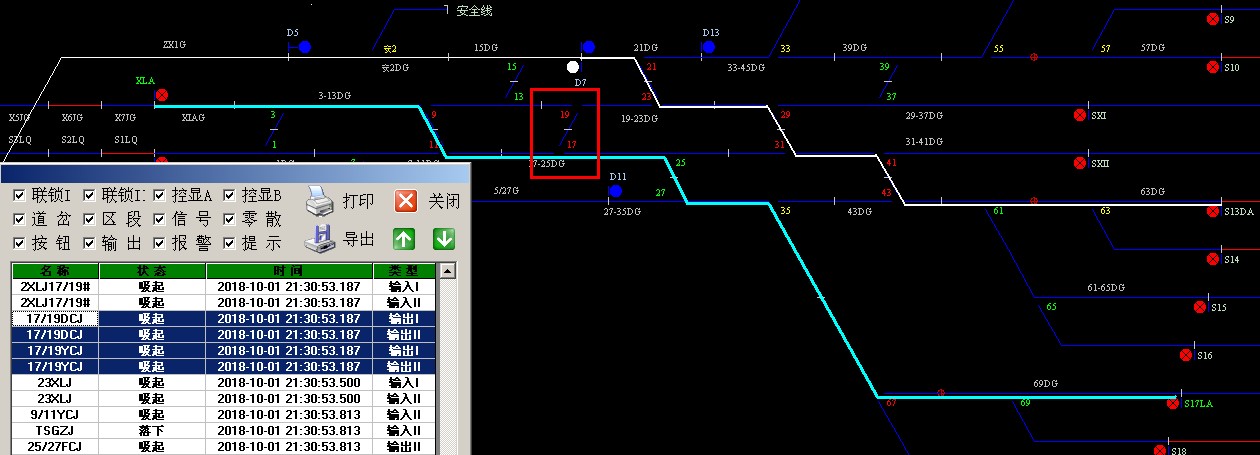 安全线
S9
D5
D13
ZX1G
安2
15DG
21DG
33
39DG
55
57
57DG
安2DG
15
D7
21
33-45DG
39
S10
XLA
3-13DG
13
23
37
X5JG
X6JG
X7JG
X1AG
3
9
19
19-23DG
29
29-37DG
SXI
S3LQ
S2LQ
S1LQ
1
11
17
31
31-41DG
17-25DG
25
41
SXII
D11
5/27G
27
43
63DG
27-35DG
35
43DG
61
63
S13DA
S14
61-65DG
65
S15
S16
69DG
67
69
S17LA
S18
联锁I
控显A
控显B
打印
关闭
道岔
区段
信号
零散
按钮
输出
报警
提示
导出
名称 状态 时间 类型
2XLJ17/19# 吸起 2018-10-01 21:30:53.187 输入I
2XLJ17/19# 吸起 2018-10-01 21:30:53.187 输入II
17/19DCJ 吸起 2018-10-01 21:30:53.187 输出I
17/19DCJ 吸起 2018-10-01 21:30:53.187 输出II
17/19YCJ 吸起 2018-10-01 21:30:53.187 输出I
17/19YCJ 吸起 2018-10-01 21:30:53.187 输出II
23XLJ 吸起 2018-10-01 21:30:53.500 输入I
23XLJ 吸起 2018-10-01 21:30:53.500 输入II
9/11YCJ 吸起 2018-10-01 21:30:53.813 输入II
TSGZJ 落下 2018-10-01 21:30:53.813 输入II
25/27FCJ 吸起 2018-10-01 21:30:53.813 输出II